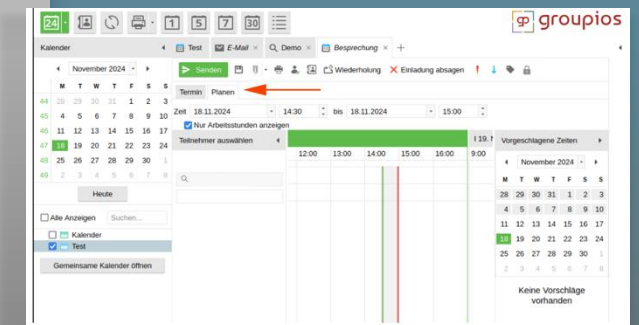 24 1 5 7 30 groupios
Kalender Test E-Mail × Q Demo × Besprechung × +
November 2024 Senden Wiederholung Einladung absagen
M T W T F S S Termin Planen
44 28 29 30 31 1 2 3 Zeit 18.11.2024 14:30 bis 18.11.2024 15:00
45 4 5 6 7 8 9 10 Nur Arbeitsstunden anzeigen
46 11 12 13 14 15 16 17 Teilnehmer auswählen Vorgeschlagene Zeiten
47 18 19 20 21 22 23 24 12:00 13:00 14:00 15:00 16:00 9:00
48 25 26 27 28 29 30 1 November 2024
49 2 3 4 5 6 7 8 M T W T F S S
Heute 28 29 30 31 1 2 3
4 5 6 7 8 9 10
Alle Anzeigen Suchen... 11 12 13 14 15 16 17
Kalender 18 19 20 21 22 23 24
Test 25 26 27 28 29 30 1
Gemeinsame Kalender öffnen 2 3 4 5 6 7 8
Keine Vorschläge
vorhanden